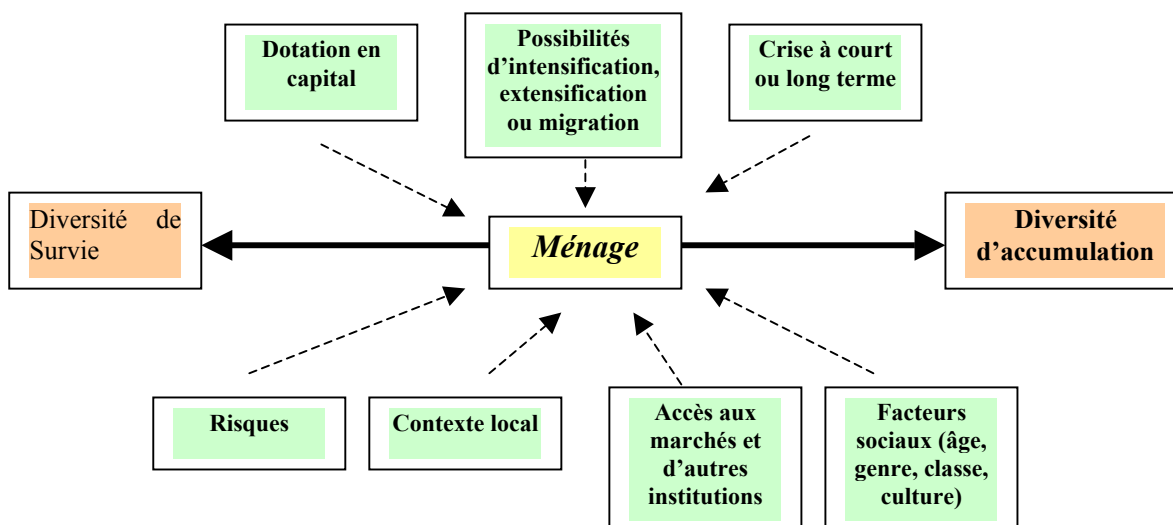 Dotation en
capital
Possibilités
d’intensification,
extensification
ou migration
Crise à court
ou long terme
Diversité de
Survie
Ménage
Diversité
d’accumulation
Risques
Contexte local
Accès aux
marchés et
d’autres
institutions
Facteurs
sociaux (âge,
genre, classe,
culture)